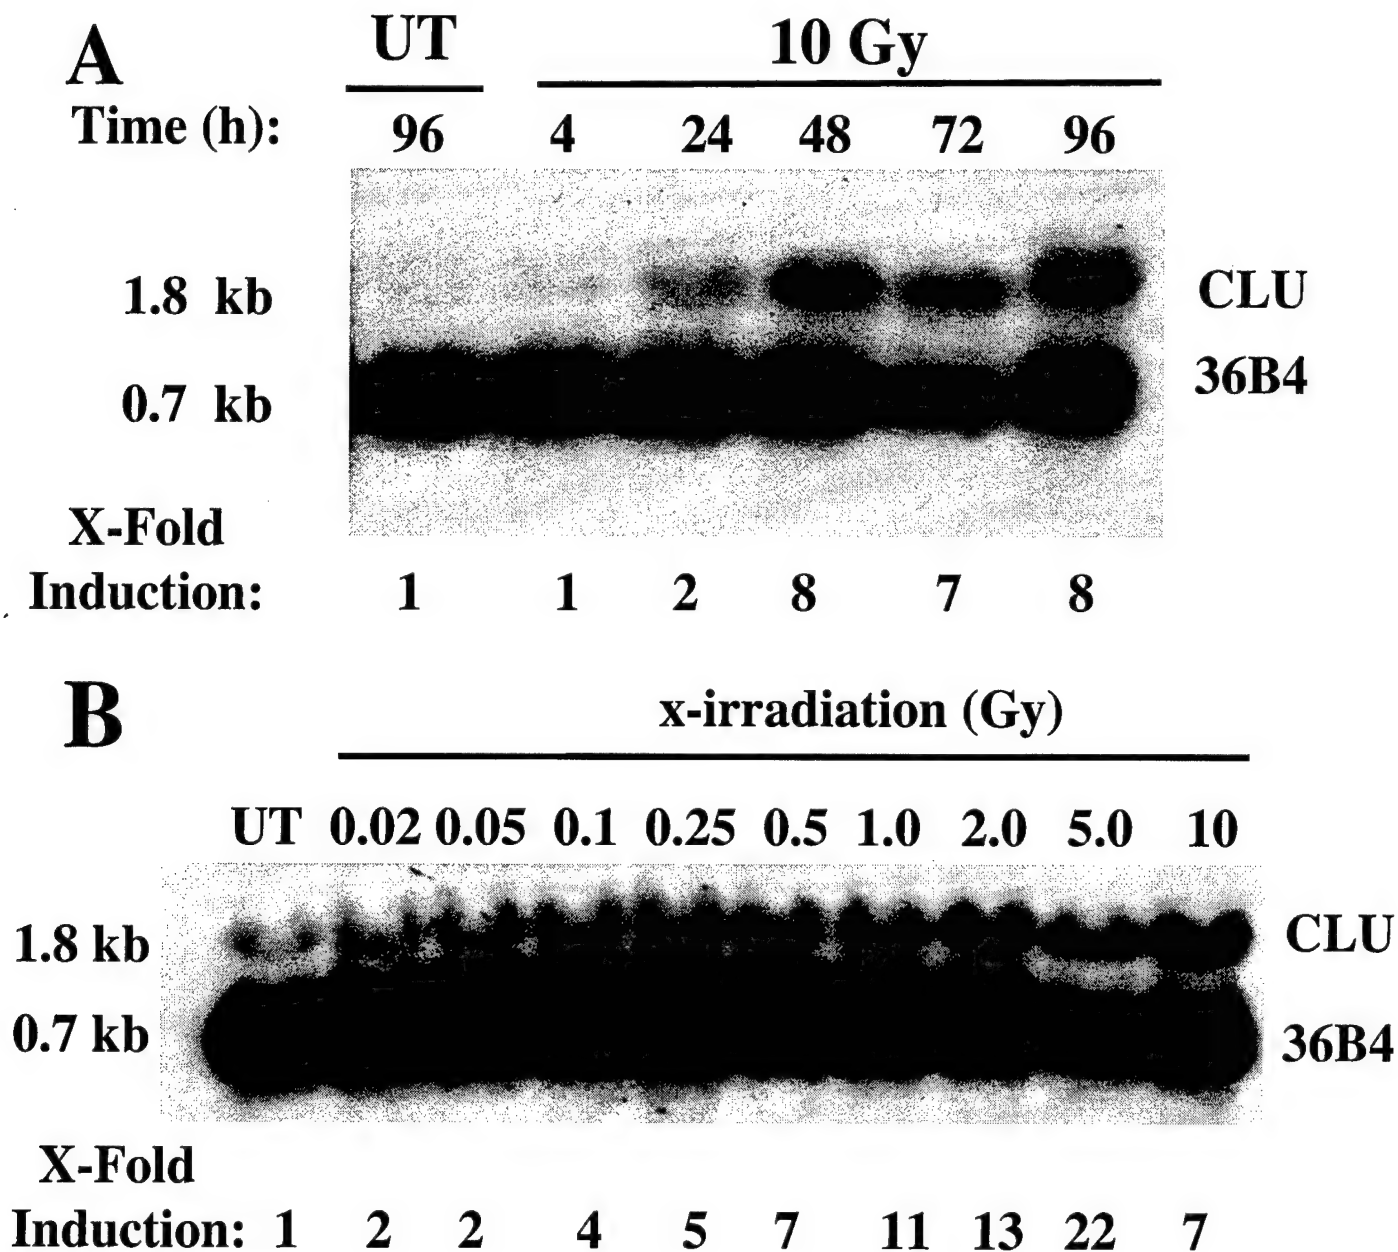 A
UT 10 Gy
Time (h): 96 4 24 48 72 96
1.8 kb CLU
0.7 kb 36B4
X-Fold
Induction: 1 1 2 8 7 8
B
x-irradiation (Gy)
UT 0.02 0.05 0.1 0.25 0.5 1.0 2.0 5.0 10
1.8 kb CLU
0.7 kb 36B4
X-Fold
Induction: 1 2 2 4 5 7 11 13 22 7